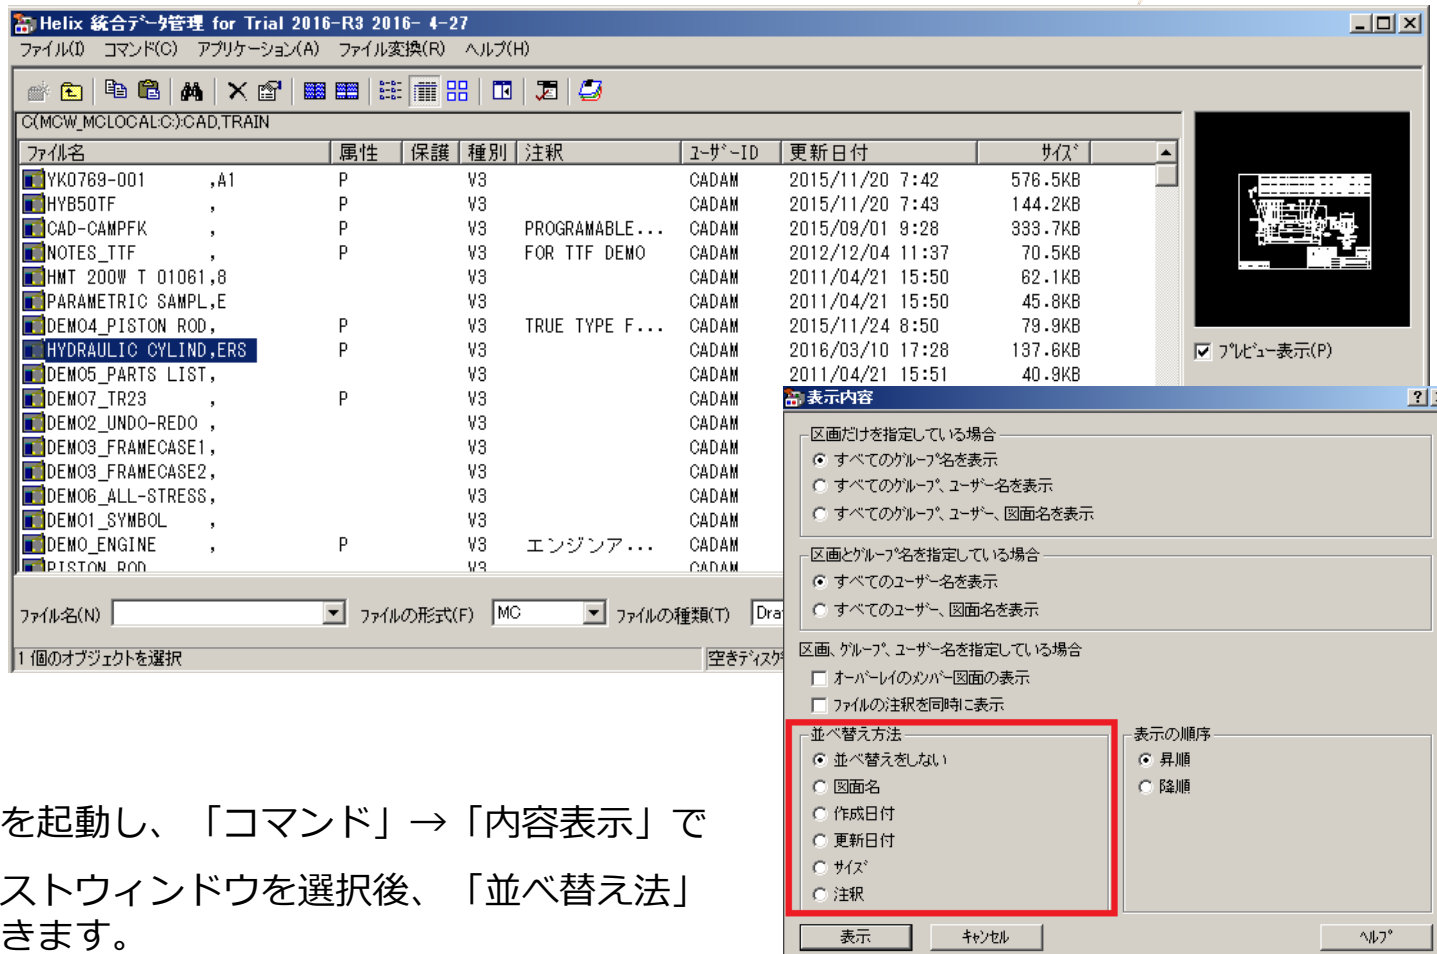 Helix 統合ﾃﾞｰﾀ管理 for Trial 2016-R3 2016- 4-27
ﾌｧｲﾙ(I) ｺﾏﾝﾄﾞ(C) ｱﾌﾟﾘｹｰｼｮﾝ(A) ﾌｧｲﾙ変換(R) ﾍﾙﾌﾟ(H)
C(MCW_MCLOCAL:C:):CAD,TRAIN
ﾌｧｲﾙ名 属性 保護 種別 注釈 ﾕｰｻﾞｰID 更新日付 ｻｲｽﾞ
YK0769-001 ,A1 P V3 CADAM 2015/11/20 7:42 576.5KB
HYB50TF , P V3 CADAM 2015/11/20 7:43 144.2KB
CAD-CAMPFK , P V3 PROGRAMABLE... CADAM 2015/09/01 9:28 333.7KB
NOTES_TTF , P V3 FOR TTF DEMO CADAM 2012/12/04 11:37 70.5KB
HMT 200W T 01061,8 V3 CADAM 2011/04/21 15:50 62.1KB
PARAMETRIC SAMPL,E V3 CADAM 2011/04/21 15:50 45.8KB
DEMO4_PISTON ROD, P V3 TRUE TYPE F... CADAM 2015/11/24 8:50 79.9KB
HYDRAULIC CYLIND,ERS P V3 CADAM 2016/03/10 17:28 137.6KB
DEMO5_PARTS LIST, V3 CADAM 2011/04/21 15:51 40.9KB
DEMO7_TR23 , P V3 CADAM
DEMO2_UNDO-REDO , V3 CADAM
DEMO3_FRAMECASE1, V3 CADAM
DEMO3_FRAMECASE2, V3 CADAM
DEMO6_ALL-STRESS, V3 CADAM
DEMO1_SYMBOL , V3 CADAM
DEMO_ENGINE , P V3 エンジンア... CADAM
PISTON ROD V3 CADAM
ﾌﾟﾚﾋﾞｭｰ表示(P)
ﾌｧｲﾙ名(N) ﾌｧｲﾙの形式(F) MC ﾌｧｲﾙの種類(T) Dra
1 個のオブジェクトを選択 空きﾃﾞｨｽｸ
表示内容
区画だけを指定している場合
すべてのｸﾞﾙｰﾌﾟ名を表示
すべてのｸﾞﾙｰﾌﾟ、ﾕｰｻﾞｰ名を表示
すべてのｸﾞﾙｰﾌﾟ、ﾕｰｻﾞｰ、図面名を表示
区画とｸﾞﾙｰﾌﾟ名を指定している場合
すべてのﾕｰｻﾞｰ名を表示
すべてのﾕｰｻﾞｰ、図面名を表示
区画、ｸﾞﾙｰﾌﾟ、ﾕｰｻﾞｰ名を指定している場合
ｵｰﾊﾞｰﾚｲのﾒﾝﾊﾞｰ図面の表示
ﾌｧｲﾙの注釈を同時に表示
並べ替え方法
並べ替えをしない
図面名
作成日付
更新日付
ｻｲｽﾞ
注釈
表示の順序
昇順
降順
表示 ｷｬﾝｾﾙ ﾍﾙﾌﾟ
を起動し、「コマンド」→「内容表示」で
ストウィンドウを選択後、「並べ替え法」
きます。